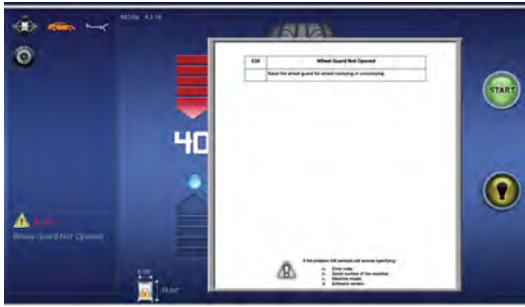 Wheel Guard Not Opened
Raise the wheel guard for wheel clamping or unclamping.
START
40
Wheel Guard Not Opened
If the problem still persists call service specifying:
Error code.
Serial number of the machine.
Machine model.
Software version.